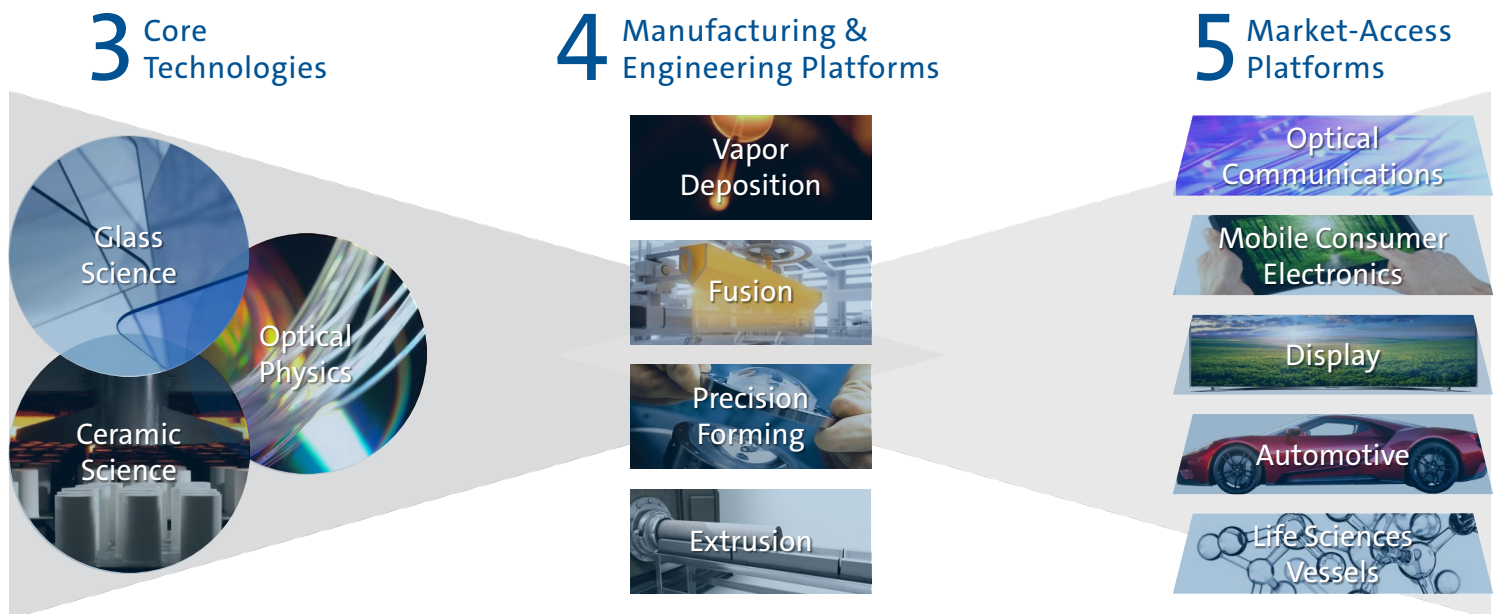 3 Core
Technologies
Glass
Science
Optical
Physics
Ceramic
Science
4 Manufacturing &
Engineering Platforms
Vapor
Deposition
Fusion
Precision
Forming
Extrusion
5 Market-Access
Platforms
Optical
Communications
Mobile Consumer
Electronics
Display
Automotive
Life Sciences
Vessels